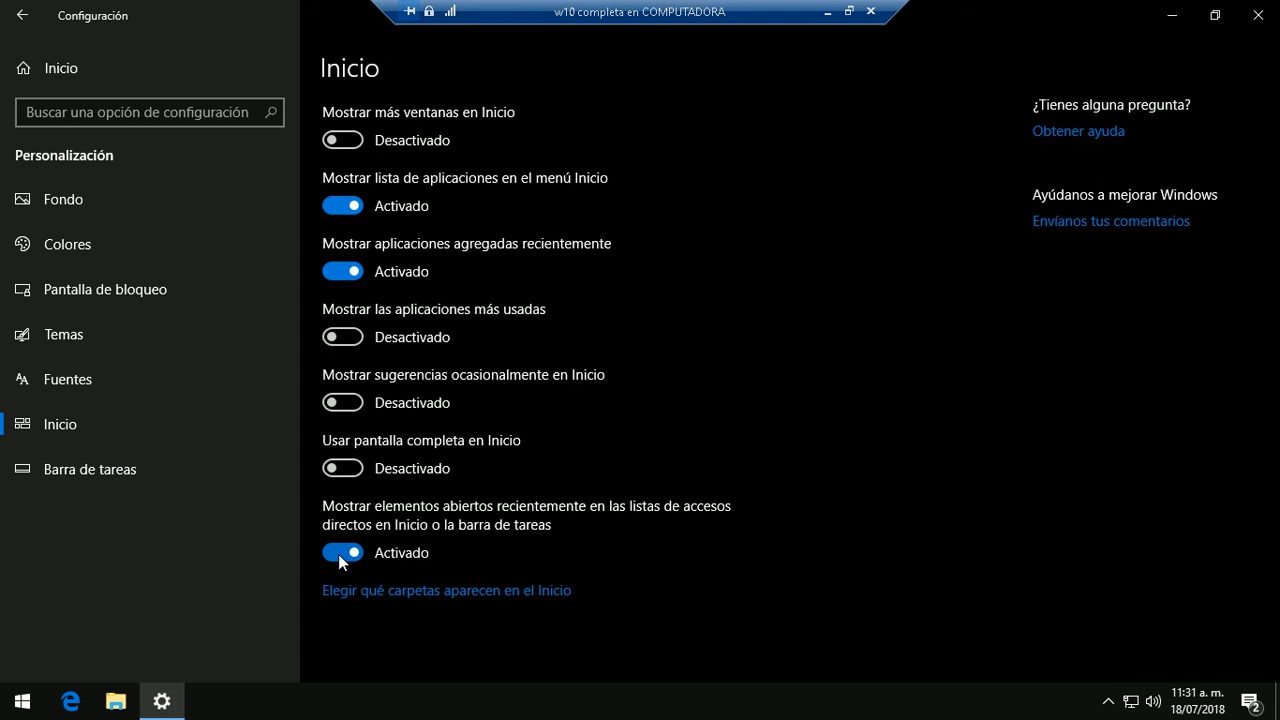 Configuración
w10 completa en COMPUTADORA
Inicio
Buscar una opción de configuración
Personalización
Fondo
Colores
Pantalla de bloqueo
Temas
Fuentes
Inicio
Barra de tareas
Inicio
Mostrar más ventanas en Inicio
Desactivado
Mostrar lista de aplicaciones en el menú Inicio
Activado
Mostrar aplicaciones agregadas recientemente
Activado
Mostrar las aplicaciones más usadas
Desactivado
Mostrar sugerencias ocasionalmente en Inicio
Desactivado
Usar pantalla completa en Inicio
Desactivado
Mostrar elementos abiertos recientemente en las listas de accesos
directos en Inicio o la barra de tareas
Activado
Elegir qué carpetas aparecen en el Inicio
¿Tienes alguna pregunta?
Obtener ayuda
Ayúdanos a mejorar Windows
Envíanos tus comentarios
11:31 a. m.
18/07/2018
2